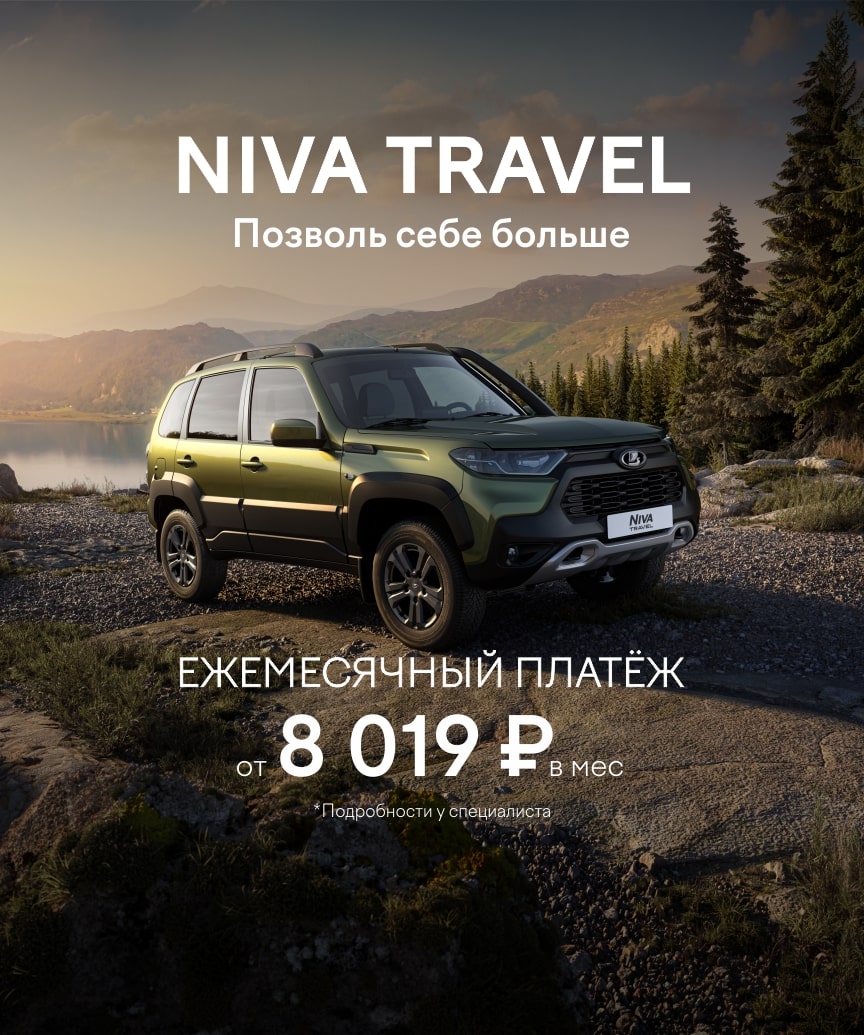 NIVA TRAVEL
Позволь себе больше
NIVA
TRAVEL
ЕЖЕМЕСЯЧНЫЙ ПЛАТЁЖ
от 8 019 ₽ в мес
*Подробности у специалиста